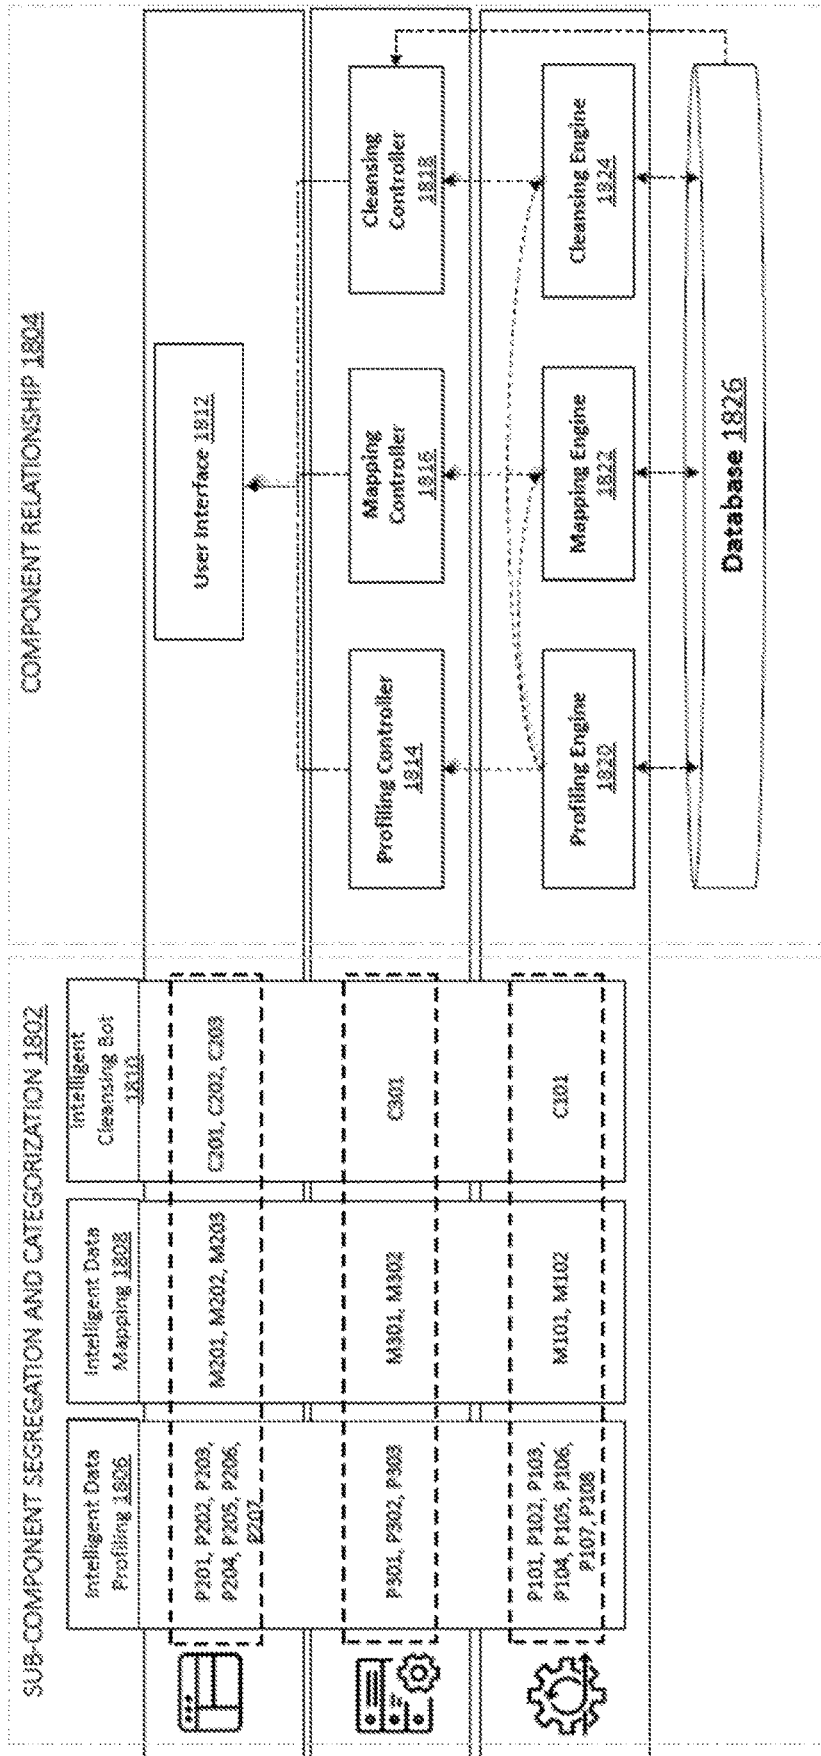 SUB-COMPONENT SEGREGATION AND CATEGORIZATION 1802
Intelligent Data
Profiling 1806
Intelligent Data
Mapping 1808
Intelligent
Cleansing Bot
1810
P201, P202, P203,
P204, P205, P206,
P207
M201, M202, M203
C201, C202, C203
P301, P302, P303
M301, M302
C301
P101, P102, P103,
P104, P105, P106,
P107, P108
M101, M102
C101
COMPONENT RELATIONSHIP 1804
User Interface 1812
Profiling Controller
1814
Mapping
Controller
1816
Cleansing
Controller
1818
Profiling Engine
1820
Mapping Engine
1822
Cleansing Engine
1824
Database 1826